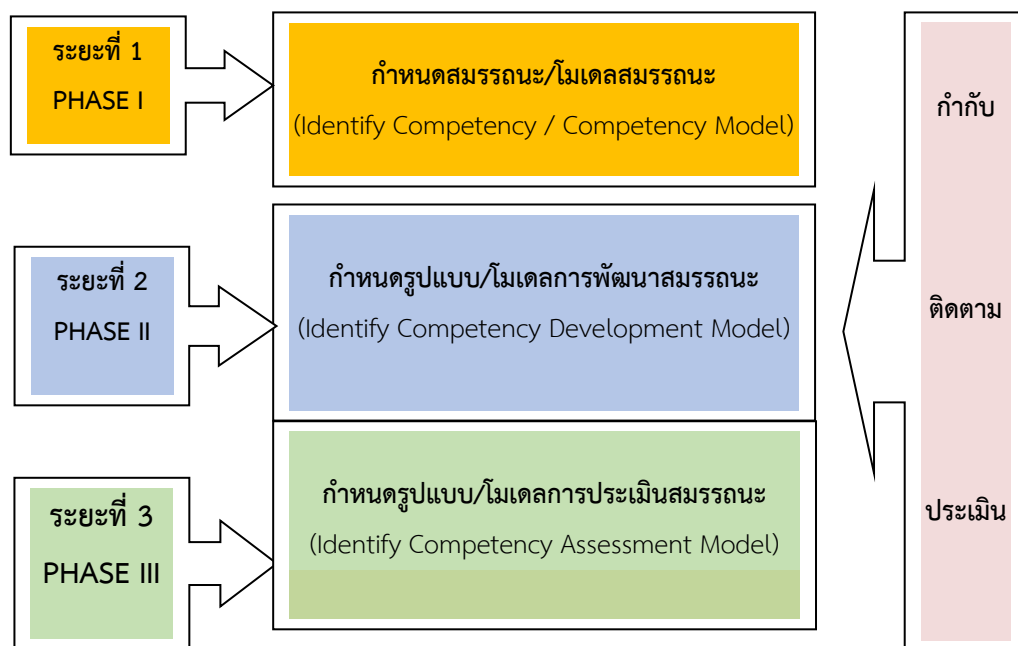 ระยะที่ 1
PHASE I
กำหนดสมรรถนะ/โมเดลสมรรถนะ
(Identify Competency / Competency Model)
ระยะที่ 2
PHASE II
กำหนดรูปแบบ/โมเดลการพัฒนาสมรรถนะ
(Identify Competency Development Model)
ระยะที่ 3
PHASE III
กำหนดรูปแบบ/โมเดลการประเมินสมรรถนะ
(Identify Competency Assessment Model)
กำกับ
ติดตาม
ประเมิน